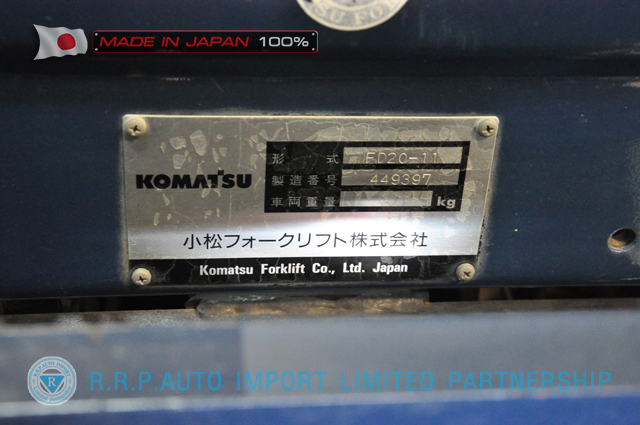 SU FO
MADE IN JAPAN 100%
KOMATSU
形 式 FD20-11
製造番号 449397
車両重量 kg
小松フォークリフト株式会社
Komatsu Forklift Co., Ltd. Japan
R.R.P.AUTO IMPORT LIMITED PARTNERSHIP